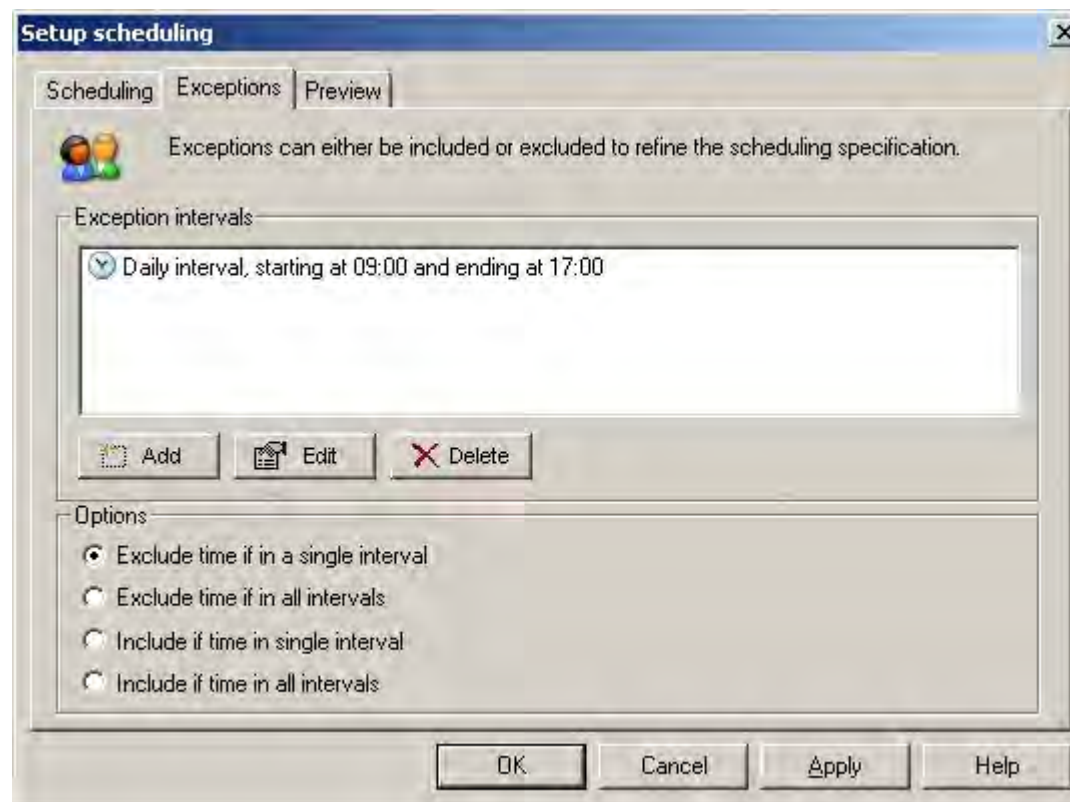 Setup scheduling
Scheduling Exceptions Preview
Exceptions can either be included or excluded to refine the scheduling specification.
Exception intervals
Daily interval, starting at 09:00 and ending at 17:00
Add Edit Delete
Options
Exclude time if in a single interval
Exclude time if in all intervals
Include if time in single interval
Include if time in all intervals
OK Cancel Apply Help